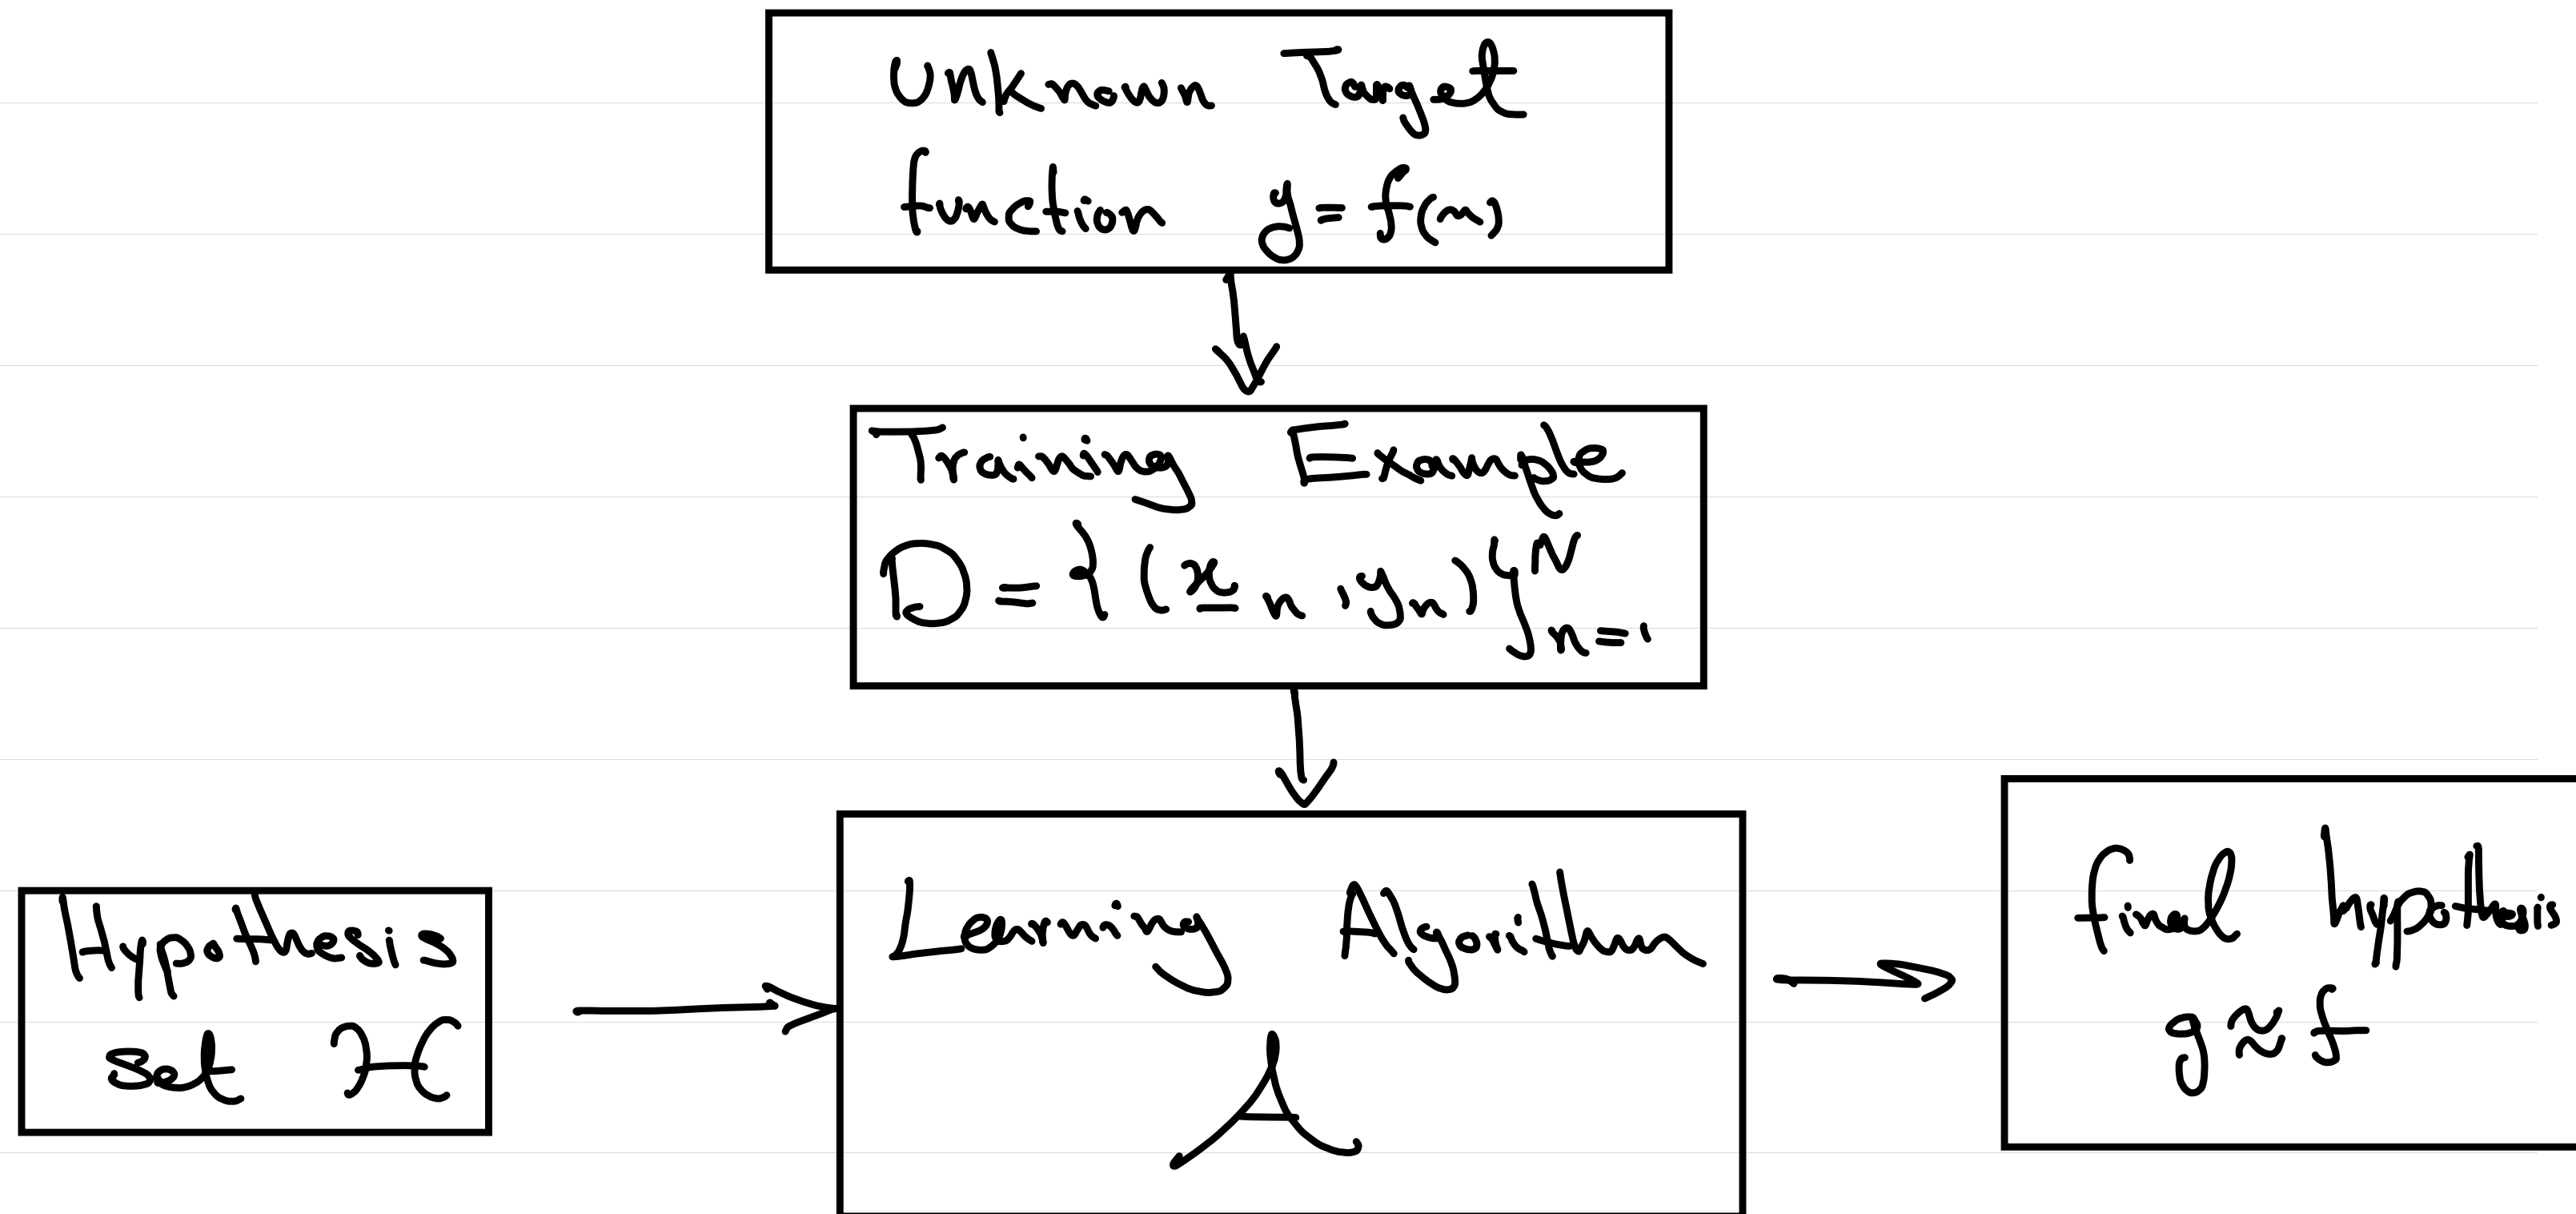 Unknown Target
function y = f(x)
Training Example
D = { (x̲ n , yn) }ᴺ n=1
Hypothesis
set ℋ
Learning Algorithm
A
final hypothesis
g ≈ f